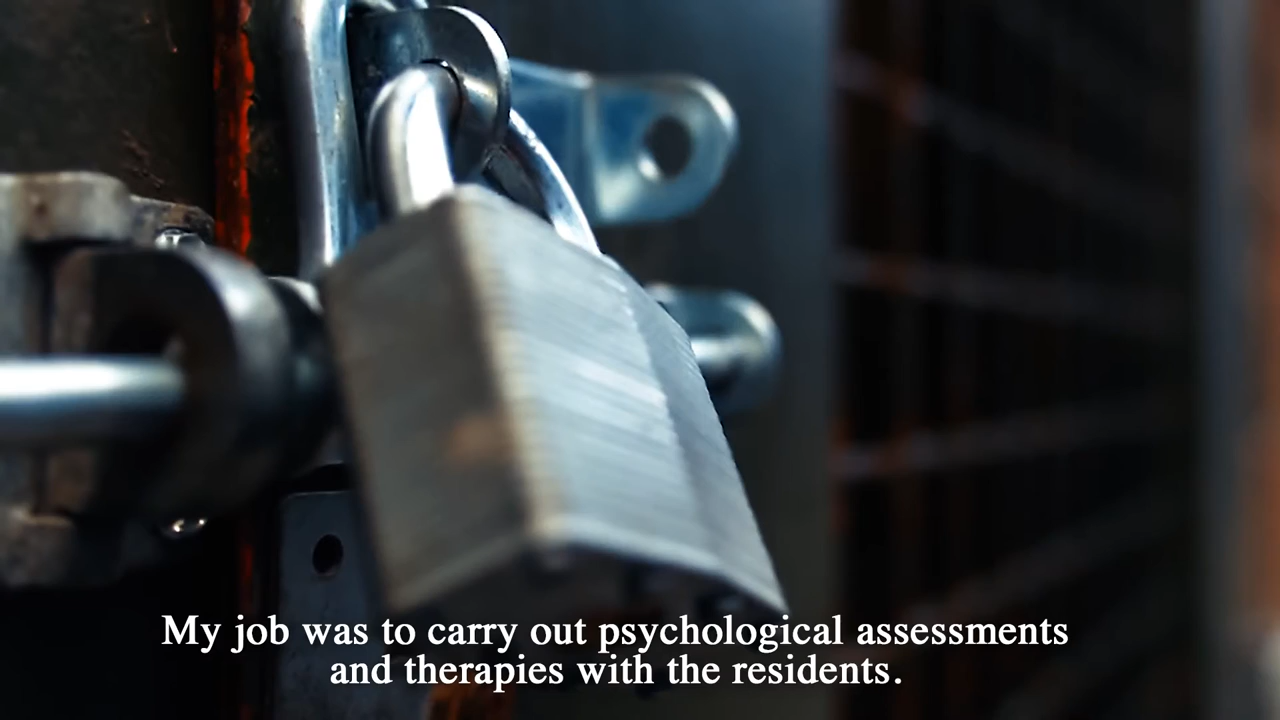 My job was to carry out psychological assessments
and therapies with the residents.